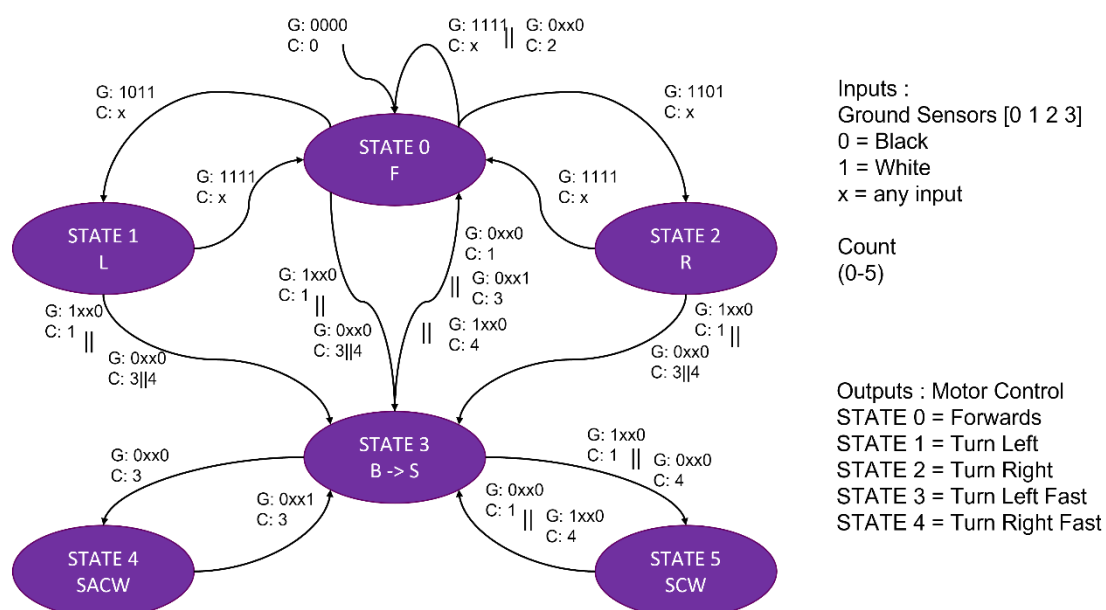 G: 0000
C: 0
G: 1111
C: x
||
G: 0xx0
C: 2
G: 1011
C: x
G: 1101
C: x
STATE 0
F
G: 1111
C: x
G: 1111
C: x
STATE 1
L
STATE 2
R
G: 1xx0
C: 1
||
G: 0xx0
C: 3||4
G: 1xx0
C: 1
||
G: 0xx0
C: 3||4
G: 0xx0
C: 1
||
G: 0xx1
C: 3
||
G: 1xx0
C: 4
G: 1xx0
C: 1
||
G: 0xx0
C: 3||4
STATE 3
B -> S
G: 0xx0
C: 3
G: 0xx1
C: 3
G: 1xx0
C: 1
||
G: 0xx0
C: 4
G: 0xx0
C: 1
||
G: 1xx0
C: 4
STATE 4
SACW
STATE 5
SCW
Inputs :
Ground Sensors [0 1 2 3]
0 = Black
1 = White
x = any input
Count
(0-5)
Outputs : Motor Control
STATE 0 = Forwards
STATE 1 = Turn Left
STATE 2 = Turn Right
STATE 3 = Turn Left Fast
STATE 4 = Turn Right Fast